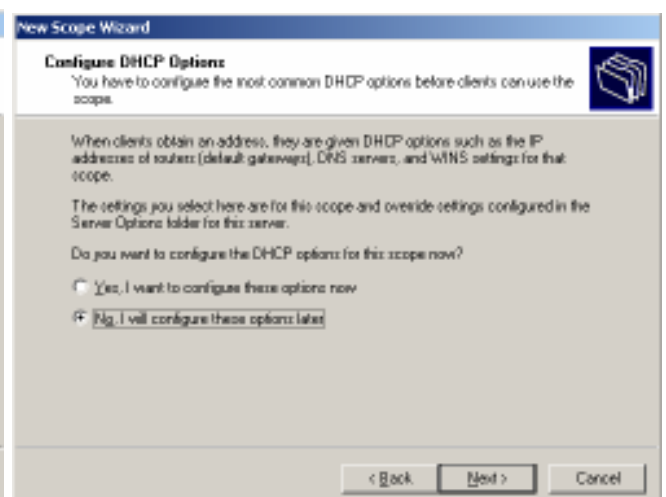 New Scope Wizard
Configure DHCP Options
You have to configure the most common DHCP options before clients can use the
scope.
When clients obtain an address, they are given DHCP options such as the IP
addresses of routers (default gateways), DNS servers, and WINS settings for that
scope.
The settings you select here are for this scope and override settings configured in the
Server Options folder for this server.
Do you want to configure the DHCP options for this scope now?
Yes, I want to configure these options now
No, I will configure these options later
< Back
Next >
Cancel